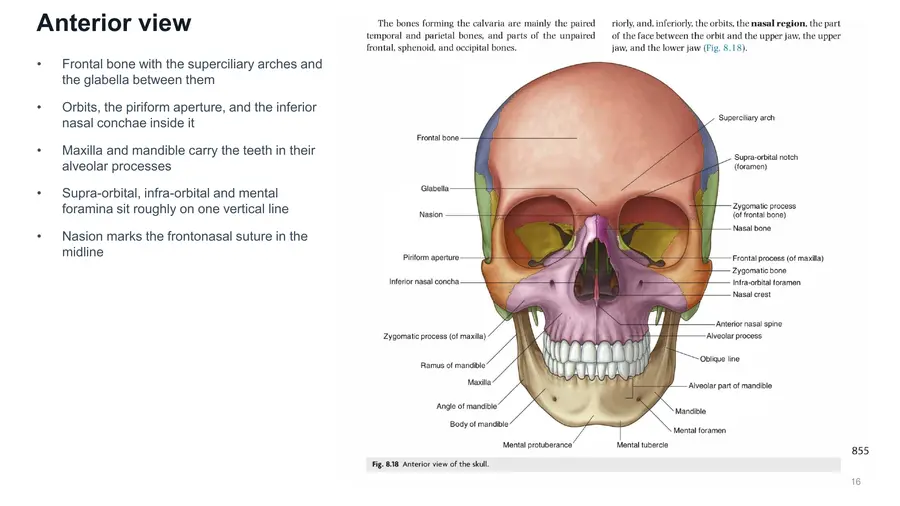 Anterior view
• Frontal bone with the superciliary arches and
the glabella between them
• Orbits, the piriform aperture, and the inferior
nasal conchae inside it
• Maxilla and mandible carry the teeth in their
alveolar processes
• Supra-orbital, infra-orbital and mental
foramina sit roughly on one vertical line
• Nasion marks the frontonasal suture in the
midline
The bones forming the calvaria are mainly the paired
temporal and parietal bones, and parts of the unpaired
frontal, sphenoid, and occipital bones.
riorly, and, inferiorly, the orbits, the nasal region, the part
of the face between the orbit and the upper jaw, the upper
jaw, and the lower jaw (Fig. 8.18).
Frontal bone
Glabella
Nasion
Piriform aperture
Inferior nasal concha
Zygomatic process (of maxilla)
Ramus of mandible
Maxilla
Angle of mandible
Body of mandible
Mental protuberance
Superciliary arch
Supra-orbital notch
(foramen)
Zygomatic process
(of frontal bone)
Nasal bone
Frontal process (of maxilla)
Zygomatic bone
Infra-orbital foramen
Nasal crest
Anterior nasal spine
Alveolar process
Oblique line
Alveolar part of mandible
Mandible
Mental foramen
Mental tubercle
Fig. 8.18 Anterior view of the skull.
855
16